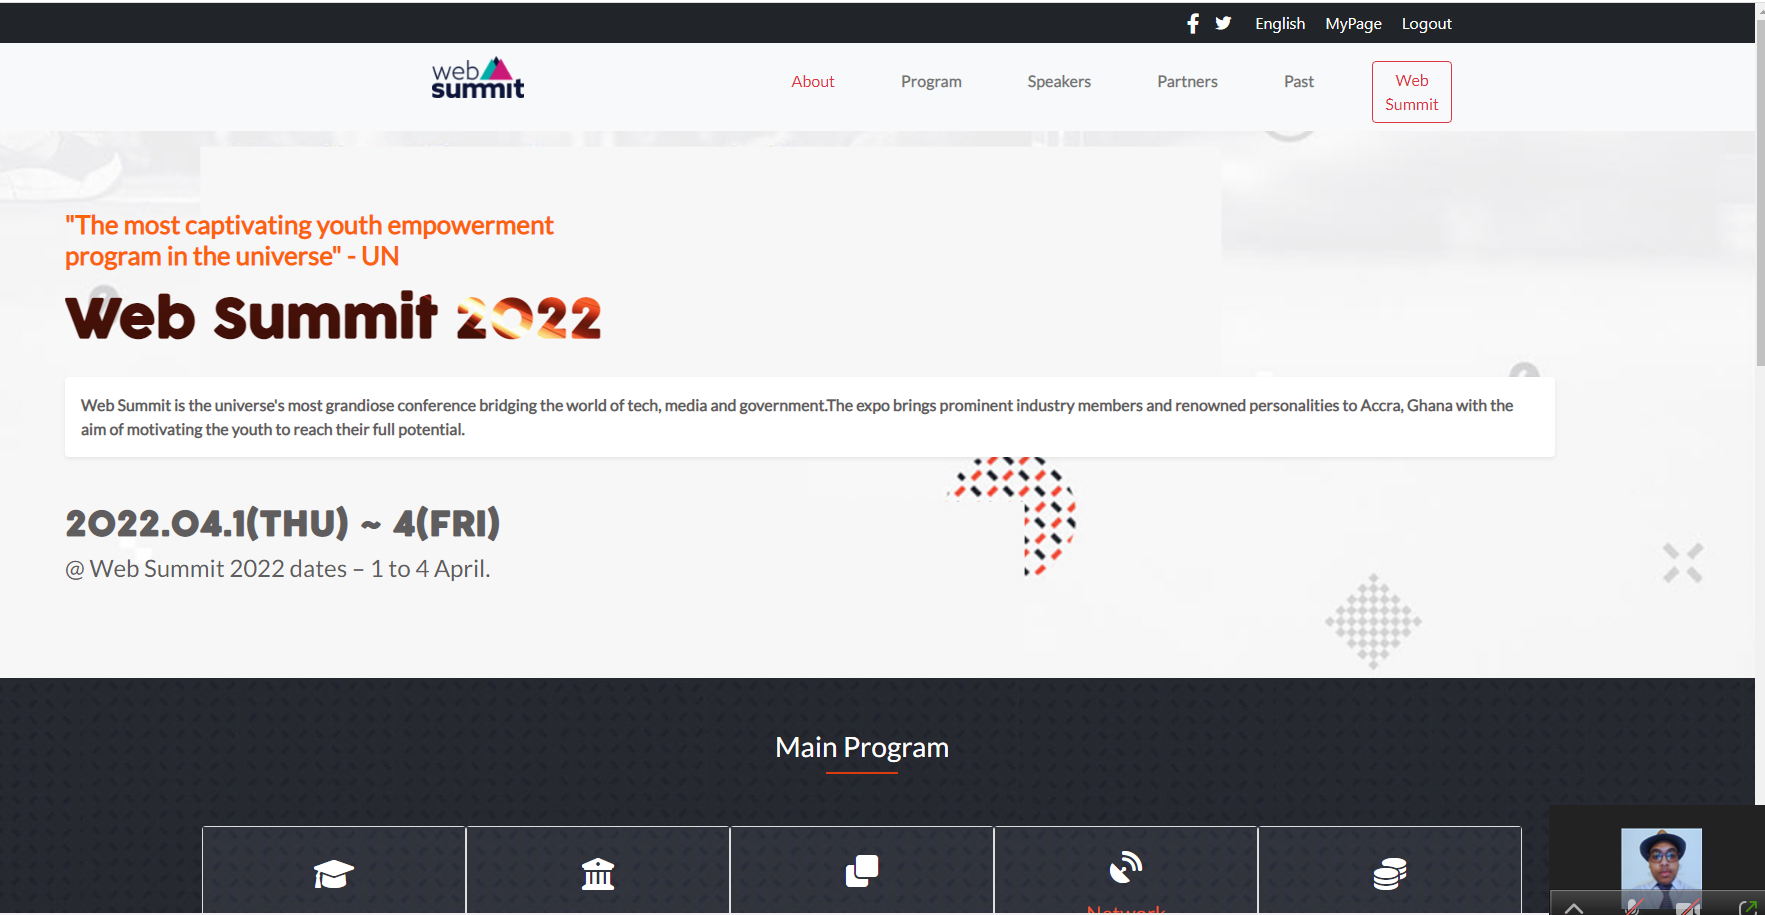 English MyPage Logout
web
summit
About Program Speakers Partners Past Web
Summit
"The most captivating youth empowerment
program in the universe" - UN
Web Summit 2022
Web Summit is the universe's most grandiose conference bridging the world of tech, media and government.The expo brings prominent industry members and renowned personalities to Accra, Ghana with the
aim of motivating the youth to reach their full potential.
2022.04.1(THU) ~ 4(FRI)
@ Web Summit 2022 dates – 1 to 4 April.
Main Program
Network